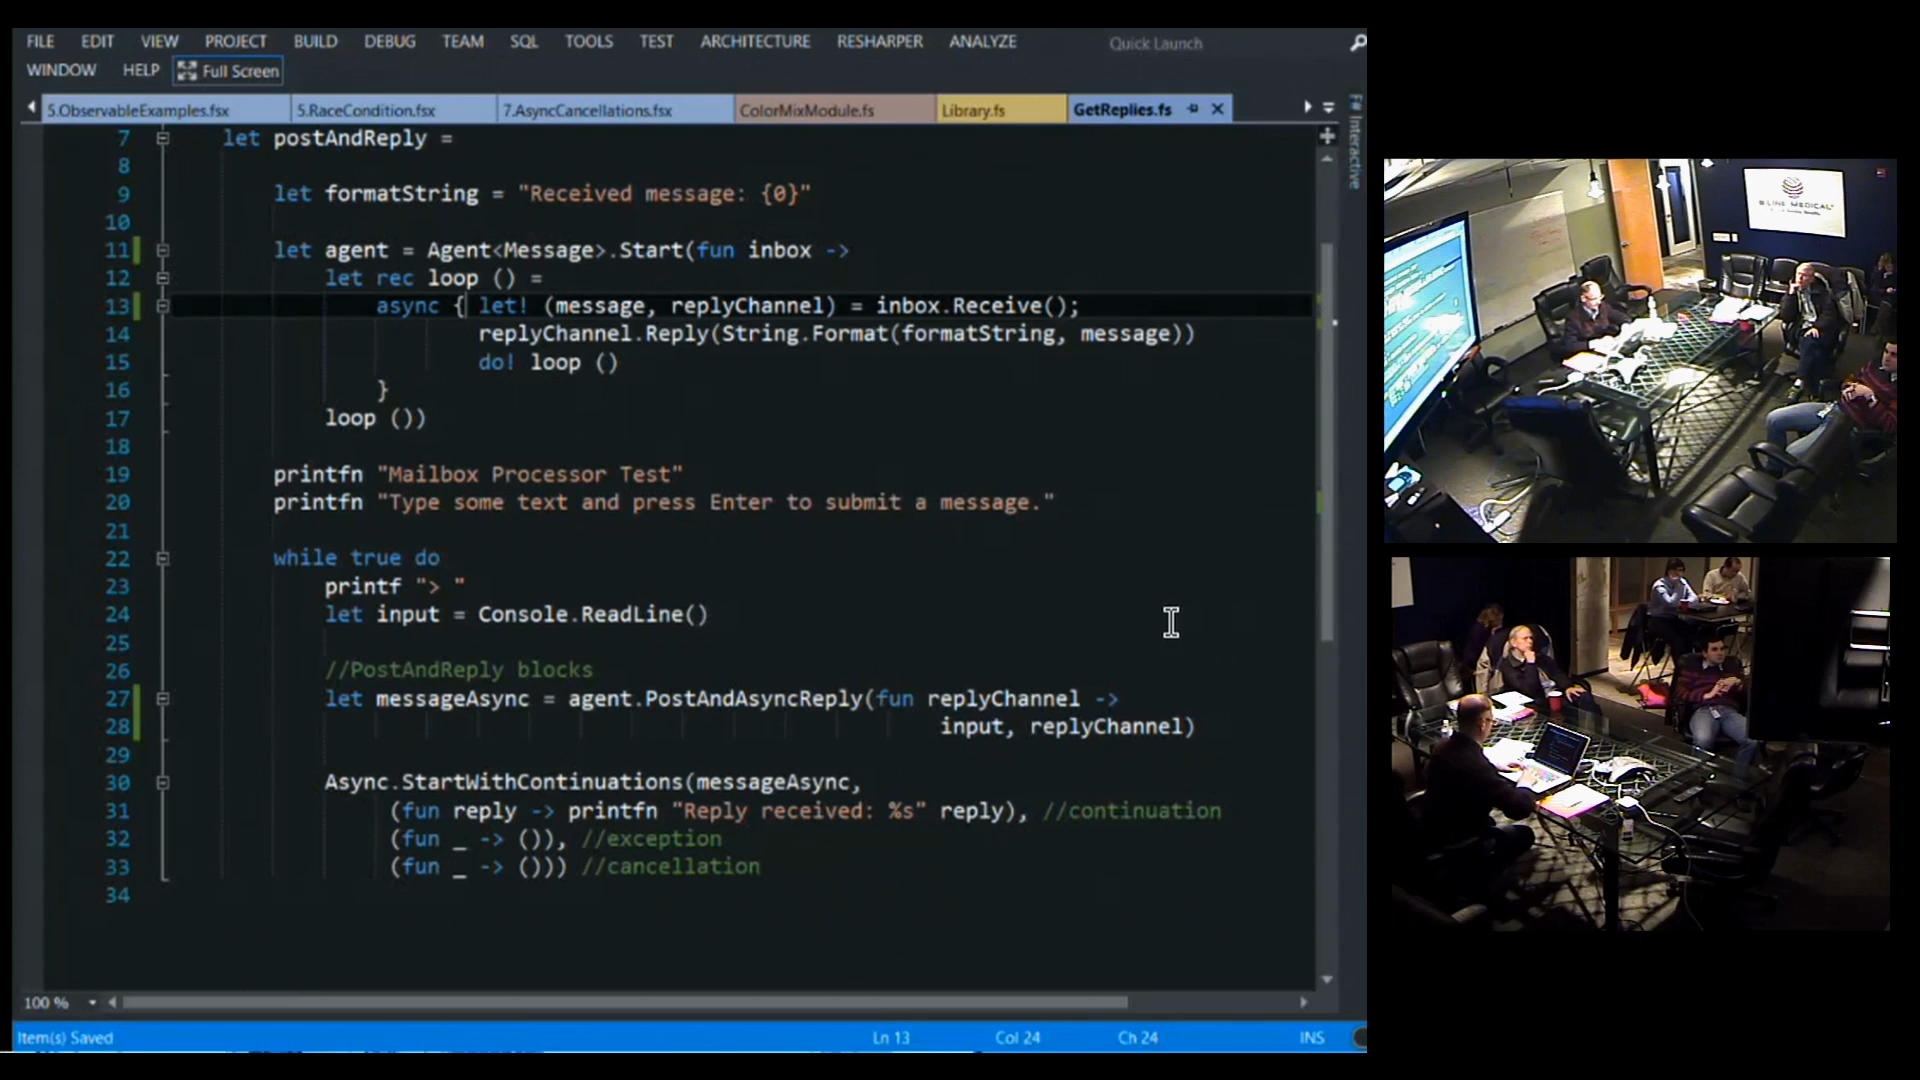 FILE EDIT VIEW PROJECT BUILD DEBUG TEAM SQL TOOLS TEST ARCHITECTURE RESHARPER ANALYZE Quick Launch
WINDOW HELP Full Screen
5.ObservableExamples.fsx 5.RaceCondition.fsx 7.AsyncCancellations.fsx ColorMixModule.fs Library.fs GetReplies.fs
F# Interactive
7 let postAndReply =
8
9 let formatString = "Received message: {0}"
10
11 let agent = Agent<Message>.Start(fun inbox ->
12 let rec loop () =
13 async { let! (message, replyChannel) = inbox.Receive();
14 replyChannel.Reply(String.Format(formatString, message))
15 do! loop ()
16 }
17 loop ())
18
19 printfn "Mailbox Processor Test"
20 printfn "Type some text and press Enter to submit a message."
21
22 while true do
23 printf "> "
24 let input = Console.ReadLine()
25
26 //PostAndReply blocks
27 let messageAsync = agent.PostAndAsyncReply(fun replyChannel ->
28 input, replyChannel)
29
30 Async.StartWithContinuations(messageAsync,
31 (fun reply -> printfn "Reply received: %s" reply), //continuation
32 (fun _ -> ()), //exception
33 (fun _ -> ())) //cancellation
34
100 %
Item(s) Saved Ln 13 Col 24 Ch 24 INS
B-LINE MEDICAL